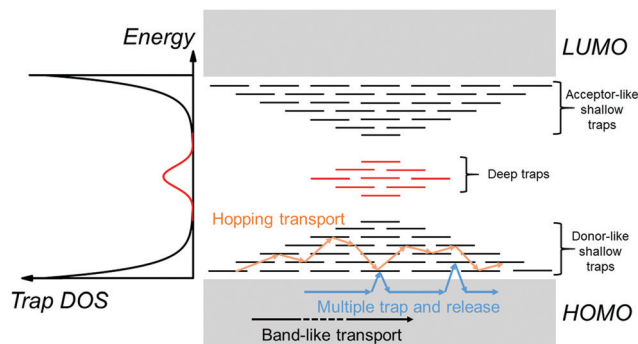 Energy
LUMO
Acceptor-like
shallow
traps
Deep traps
Hopping transport
Donor-like
shallow
traps
Trap DOS
Multiple trap and release
HOMO
Band-like transport